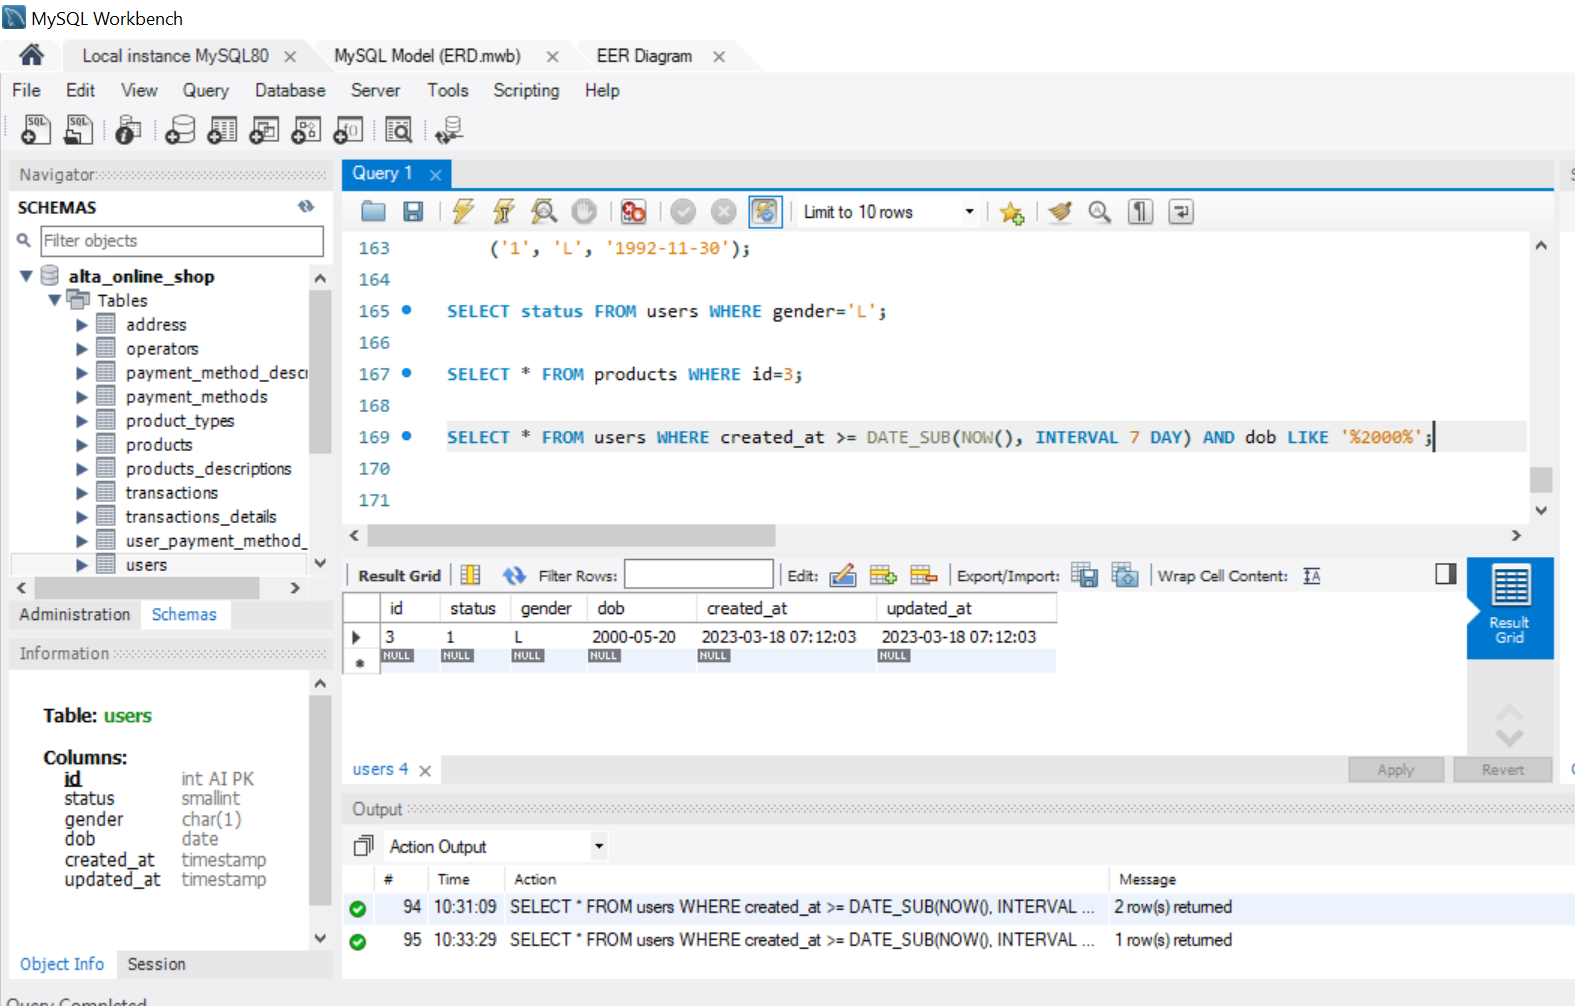 MySQL Workbench
Local instance MySQL80
MySQL Model (ERD.mwb)
EER Diagram
File Edit View Query Database Server Tools Scripting Help
Navigator
SCHEMAS
Filter objects
alta_online_shop
Tables
address
operators
payment_method_descr
payment_methods
product_types
products
products_descriptions
transactions
transactions_details
user_payment_method_
users
Administration Schemas
Information
Table: users
Columns:
id int AI PK
status smallint
gender char(1)
dob date
created_at timestamp
updated_at timestamp
Object Info Session
Query Completed
Query 1
Limit to 10 rows
163 ('1', 'L', '1992-11-30');
164
165 SELECT status FROM users WHERE gender='L';
166
167 SELECT * FROM products WHERE id=3;
168
169 SELECT * FROM users WHERE created_at >= DATE_SUB(NOW(), INTERVAL 7 DAY) AND dob LIKE '%2000%';
170
171
Result Grid Filter Rows: Edit: Export/Import: Wrap Cell Content: IA
id status gender dob created_at updated_at
3 1 L 2000-05-20 2023-03-18 07:12:03 2023-03-18 07:12:03
NULL NULL NULL NULL NULL NULL
Result
Grid
users 4
Apply Revert
Output
Action Output
# Time Action Message
94 10:31:09 SELECT * FROM users WHERE created_at >= DATE_SUB(NOW(), INTERVAL ... 2 row(s) returned
95 10:33:29 SELECT * FROM users WHERE created_at >= DATE_SUB(NOW(), INTERVAL ... 1 row(s) returned